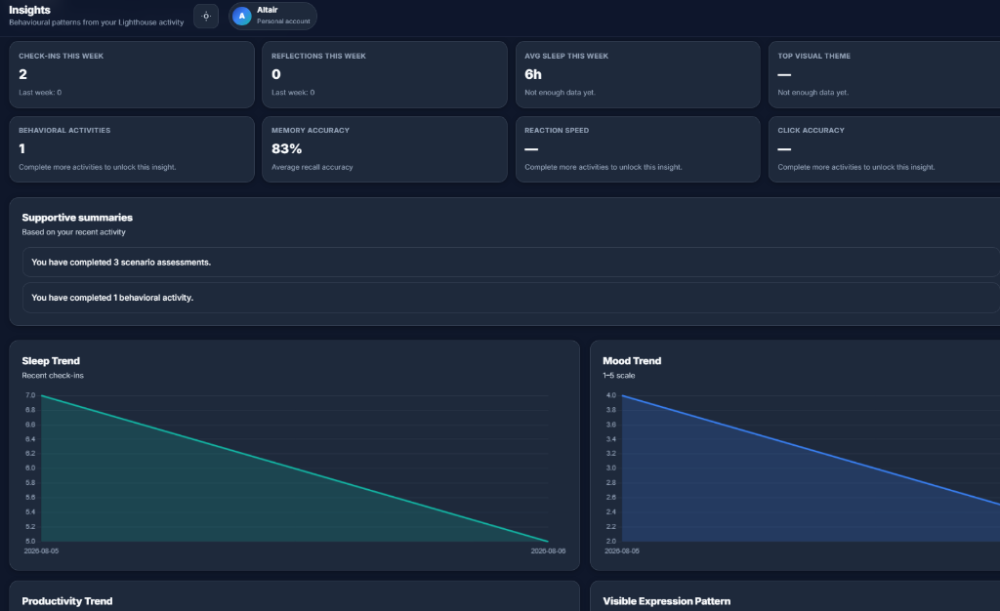 Insights
Behavioural patterns from your Lighthouse activity
A
Altair
Personal account
CHECK-INS THIS WEEK
2
Last week: 0
REFLECTIONS THIS WEEK
0
Last week: 0
AVG SLEEP THIS WEEK
6h
Not enough data yet.
TOP VISUAL THEME
—
Not enough data yet.
BEHAVIORAL ACTIVITIES
1
Complete more activities to unlock this insight.
MEMORY ACCURACY
83%
Average recall accuracy
REACTION SPEED
—
Complete more activities to unlock this insight.
CLICK ACCURACY
—
Complete more activities to unlock this insight.
Supportive summaries
Based on your recent activity
You have completed 3 scenario assessments.
You have completed 1 behavioral activity.
Sleep Trend
Recent check-ins
7.0
6.8
6.6
6.4
6.2
6.0
5.8
5.6
5.4
5.2
5.0
2026-08-05
2026-08-06
Mood Trend
1–5 scale
4.0
3.8
3.6
3.4
3.2
3.0
2.8
2.6
2.4
2.2
2.0
2026-08-05
Productivity Trend
Visible Expression Pattern